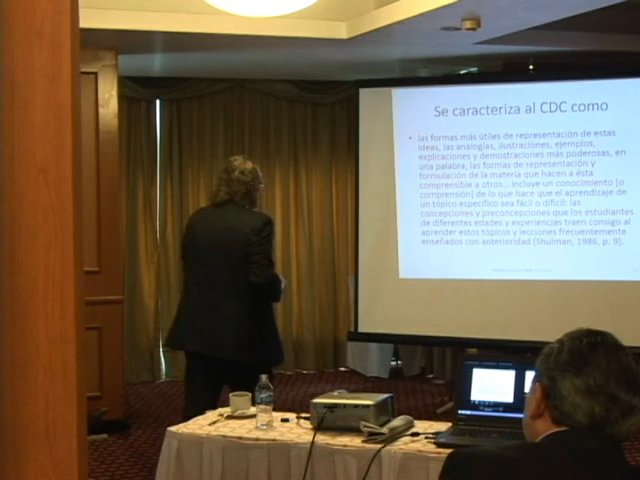 Se caracteriza al CDC como
• las formas más útiles de representación de estas
ideas, las analogías, ilustraciones, ejemplos,
explicaciones y demostraciones más poderosas, en
una palabra, las formas de representación y
formulación de la materia que hacen a ésta
comprensible a otros... incluye un conocimiento [o
comprensión] de lo que hace que el aprendizaje de
un tópico específico sea fácil o difícil: las
concepciones y preconcepciones que los estudiantes
de diferentes edades y experiencias traen consigo al
aprender estos tópicos y lecciones frecuentemente
enseñados con anterioridad (Shulman, 1986, p. 9).